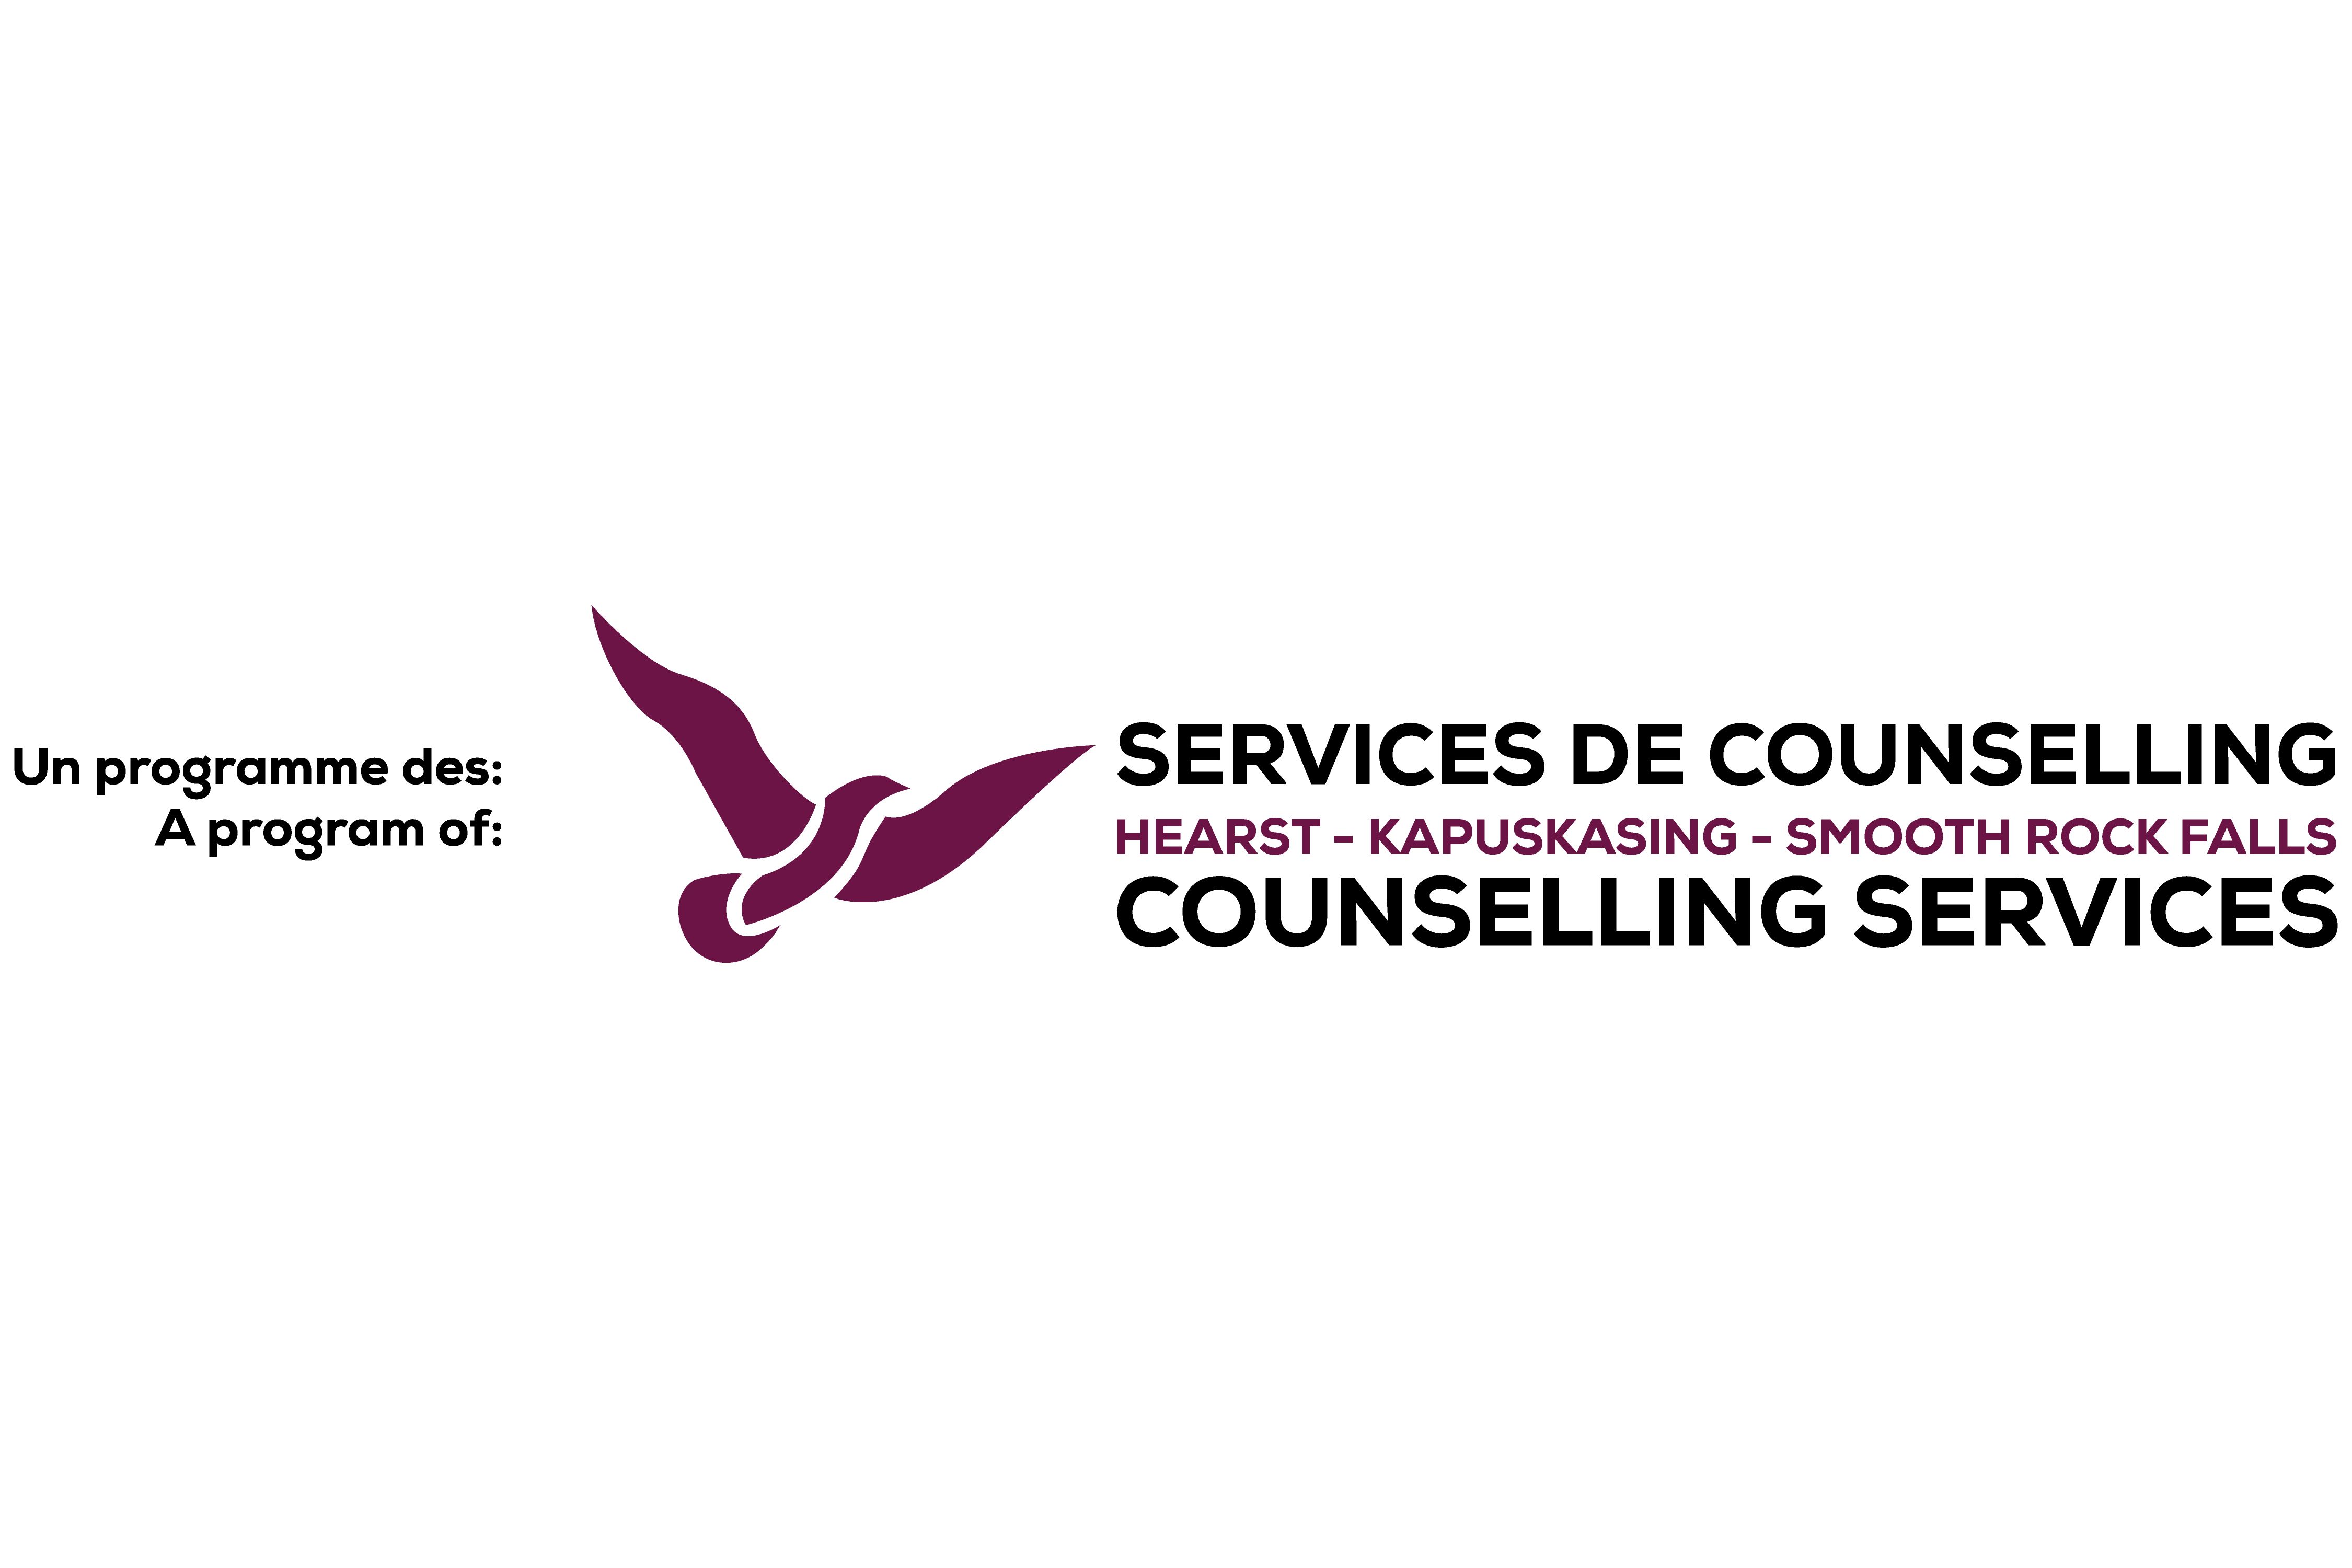 Un programme des:
A program of:
SERVICES DE COUNSELLING
HEARST – KAPUSKASING – SMOOTH ROCK FALLS
COUNSELLING SERVICES